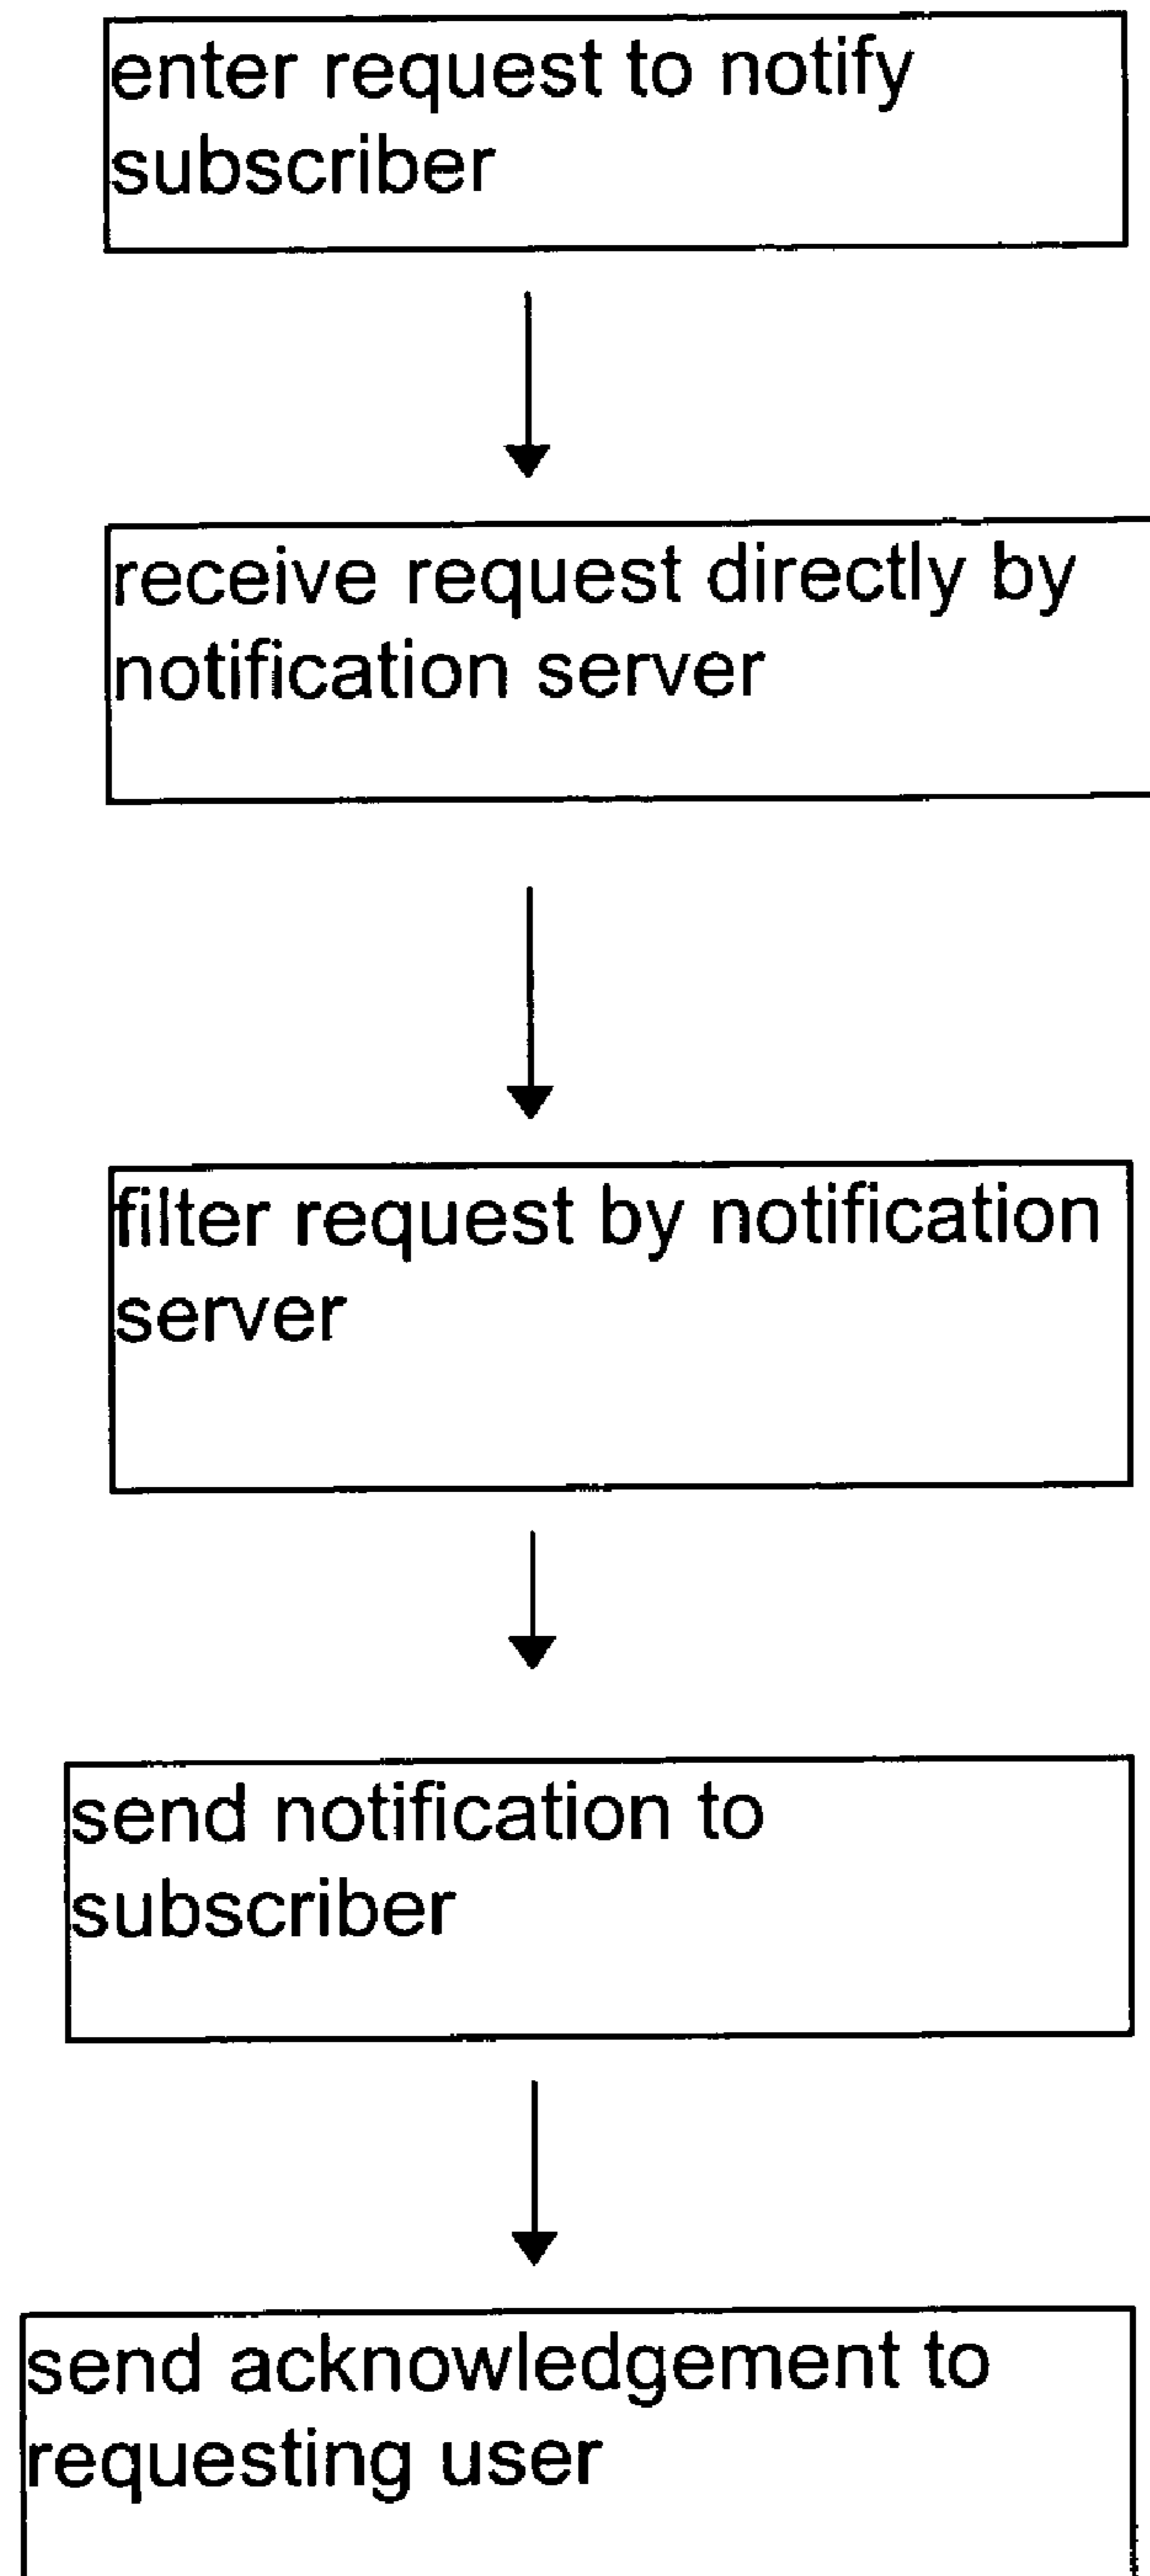 enter request to notify
subscriber
receive request directly by
notification server
filter request by notification
server
send notification to
subscriber
send acknowledgement to
requesting user